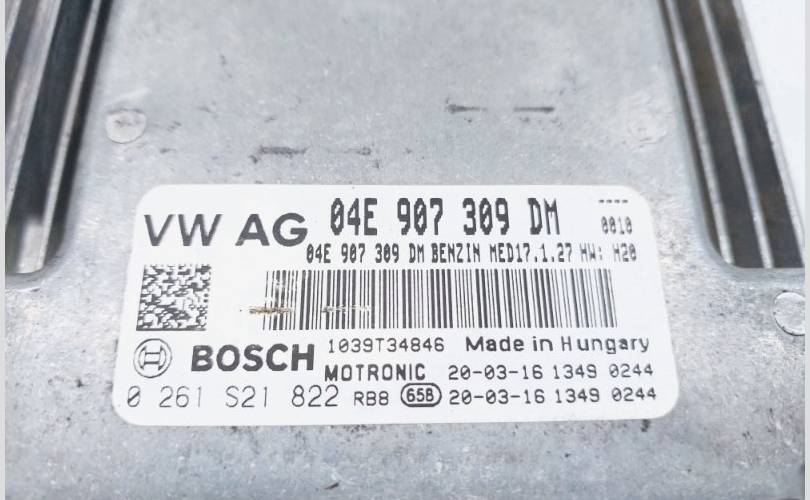 VW AG 04E 907 309 DM ---- 0010
04E 907 309 DM BENZIN MED17.1.27 HW: H20
BOSCH 1039T34846 Made in Hungary
MOTRONIC 20-03-16 1349 0244
0 261 S21 822 RB8 658 20-03-16 1349 0244